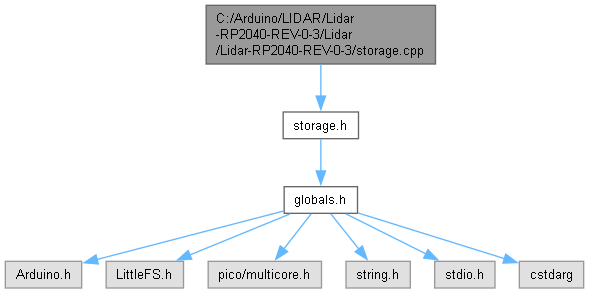 C:/Arduino/LIDAR/Lidar
-RP2040-REV-0-3/Lidar
/Lidar-RP2040-REV-0-3/storage.cpp
storage.h
globals.h
Arduino.h
LittleFS.h
pico/multicore.h
string.h
stdio.h
cstdarg